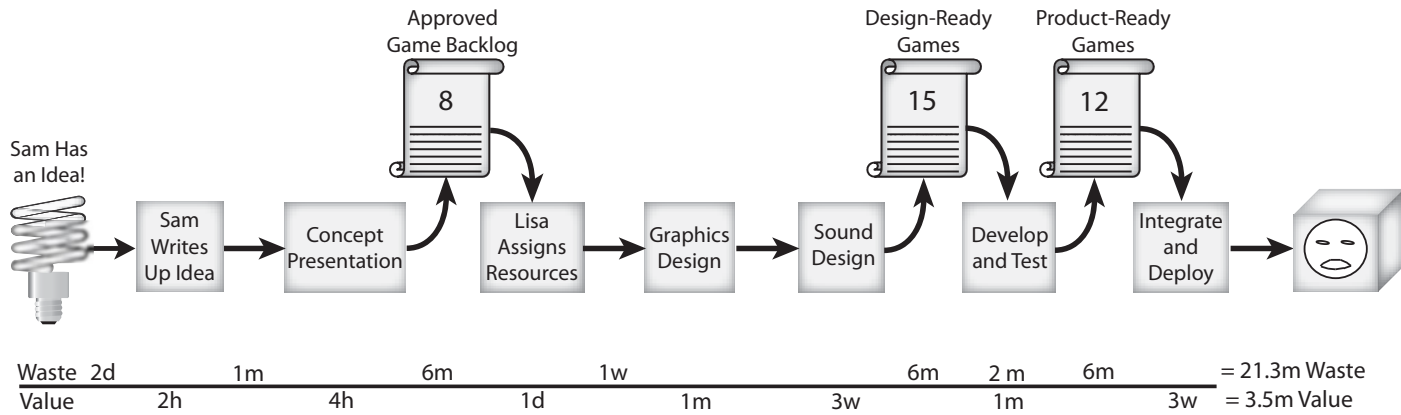 Approved
Game Backlog
8
Design-Ready
Games
15
Product-Ready
Games
12
Sam Has
an Idea!
Sam
Writes
Up Idea
Concept
Presentation
Lisa
Assigns
Resources
Graphics
Design
Sound
Design
Develop
and Test
Integrate
and
Deploy
Waste 2d 1m 6m 1w 6m 2 m 6m = 21.3m Waste
Value 2h 4h 1d 1m 3w 1m 3w = 3.5m Value